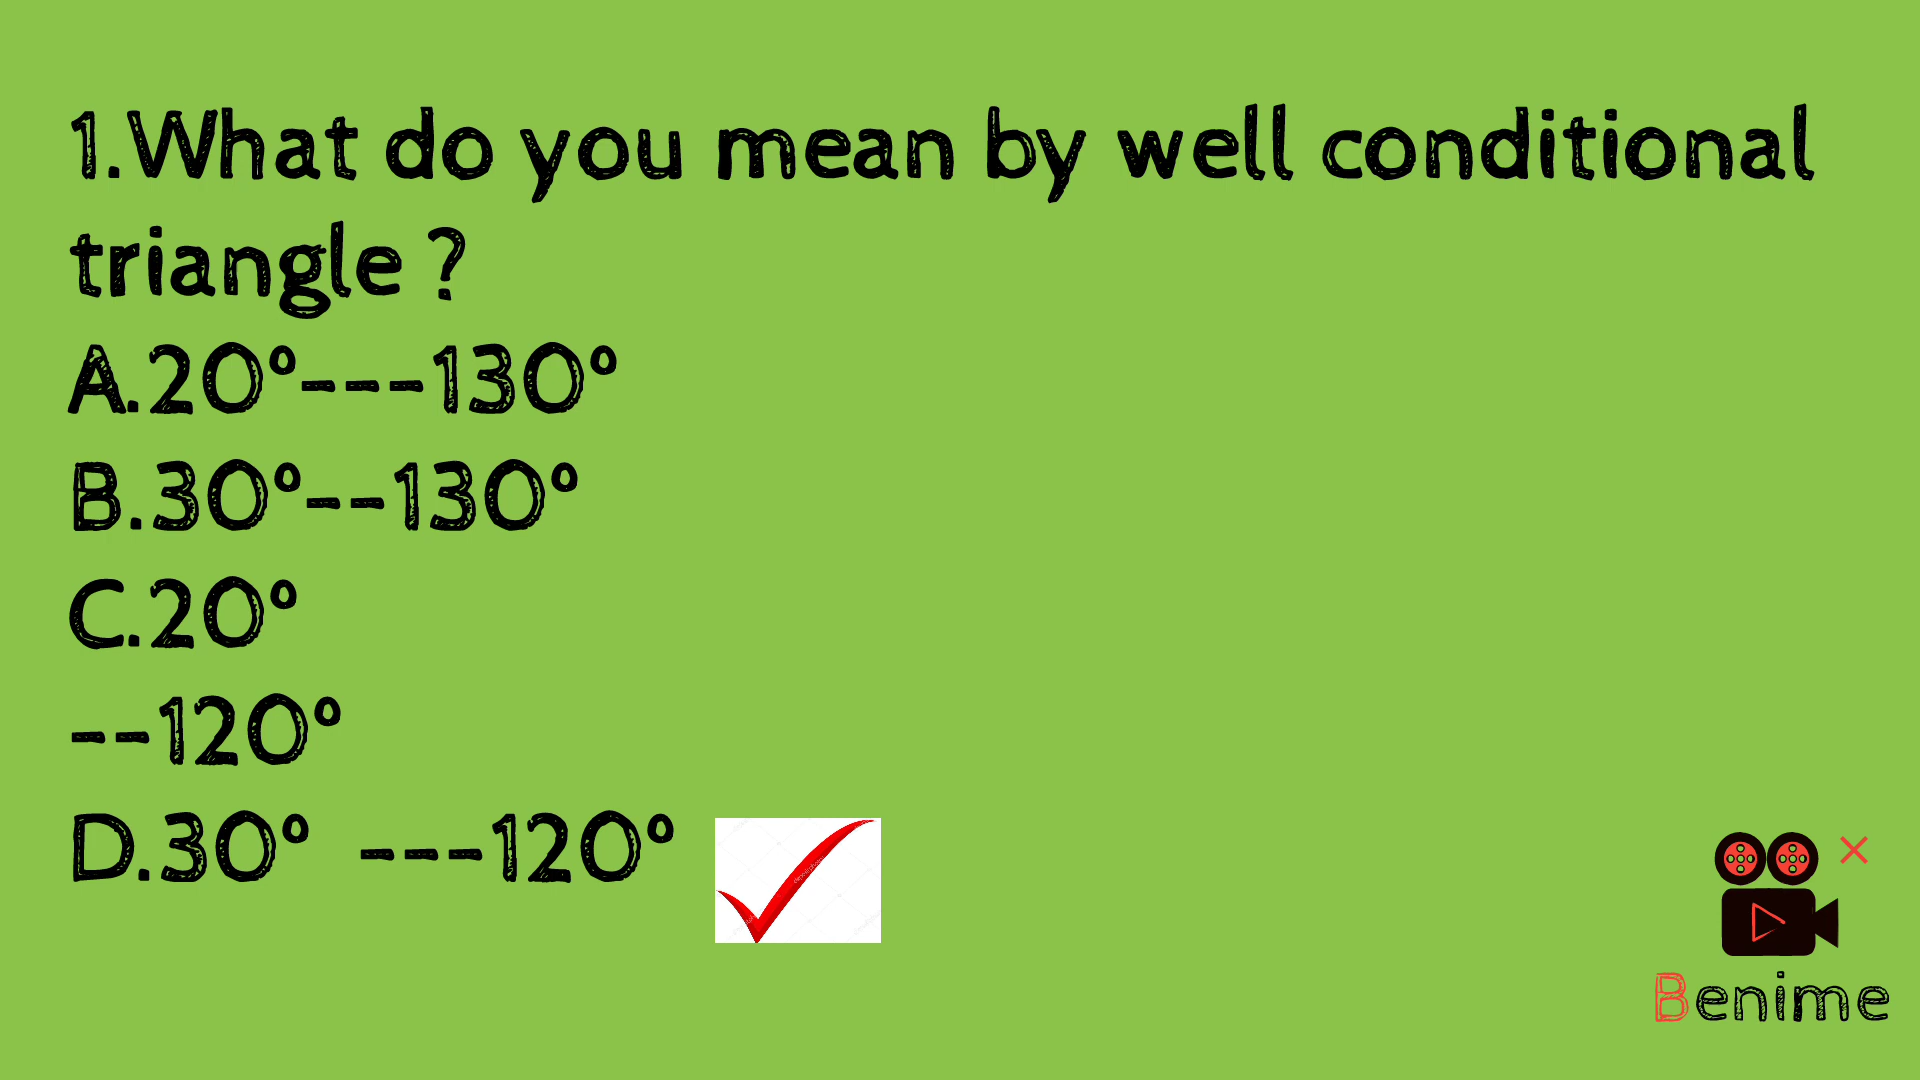 1.What do you mean by well conditional
triangle ?
A.20°---130°
B.30°--130°
C.20°
--120°
D.30° ---120°
Benime